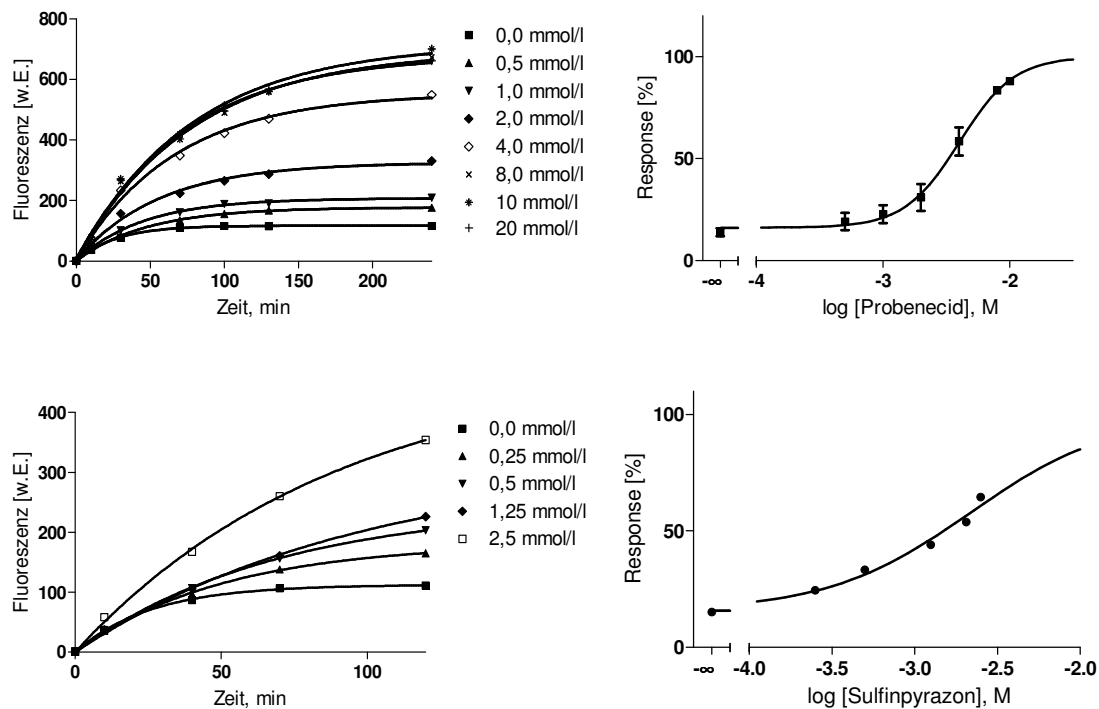 800
600
400
200
0
0
50
100
150
200
Fluoreszenz [w.E.]
Zeit, min
0,0 mmol/l
0,5 mmol/l
1,0 mmol/l
2,0 mmol/l
4,0 mmol/l
8,0 mmol/l
10 mmol/l
20 mmol/l
100
50
0
-∞
-4
-3
-2
Response [%]
log [Probenecid], M
400
300
200
100
0
0
50
100
Fluoreszenz [w.E.]
Zeit, min
0,0 mmol/l
0,25 mmol/l
0,5 mmol/l
1,25 mmol/l
2,5 mmol/l
100
50
0
-∞
-4.0
-3.5
-3.0
-2.5
-2.0
Response [%]
log [Sulfinpyrazon], M